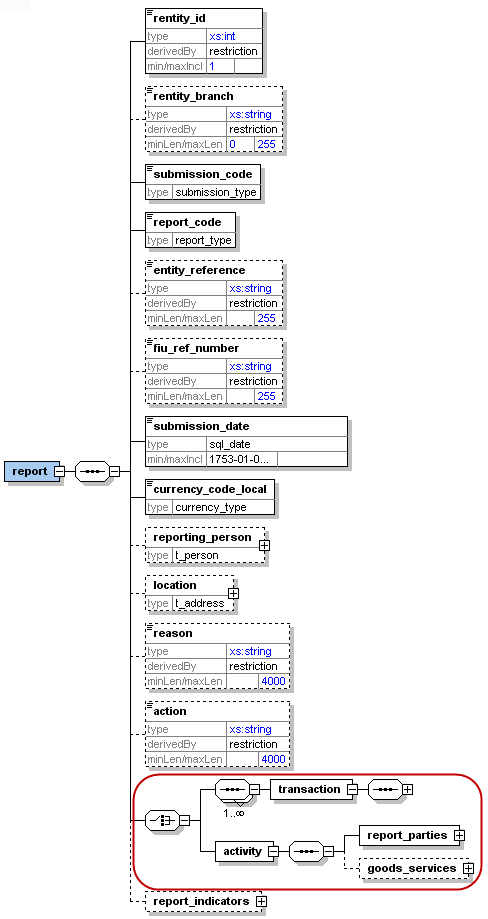 rentity_id
type xs:int
derivedBy restriction
min/maxIncl 1
rentity_branch
type xs:string
derivedBy restriction
minLen/maxLen 0 255
submission_code
type submission_type
report_code
type report_type
entity_reference
type xs:string
derivedBy restriction
minLen/maxLen 255
fiu_ref_number
type xs:string
derivedBy restriction
minLen/maxLen 255
submission_date
type sql_date
min/maxIncl 1753-01-0...
report
currency_code_local
type currency_type
reporting_person
type t_person
location
type t_address
reason
type xs:string
derivedBy restriction
minLen/maxLen 4000
action
type xs:string
derivedBy restriction
minLen/maxLen 4000
transaction
1..∞
activity
report_parties
goods_services
report_indicators